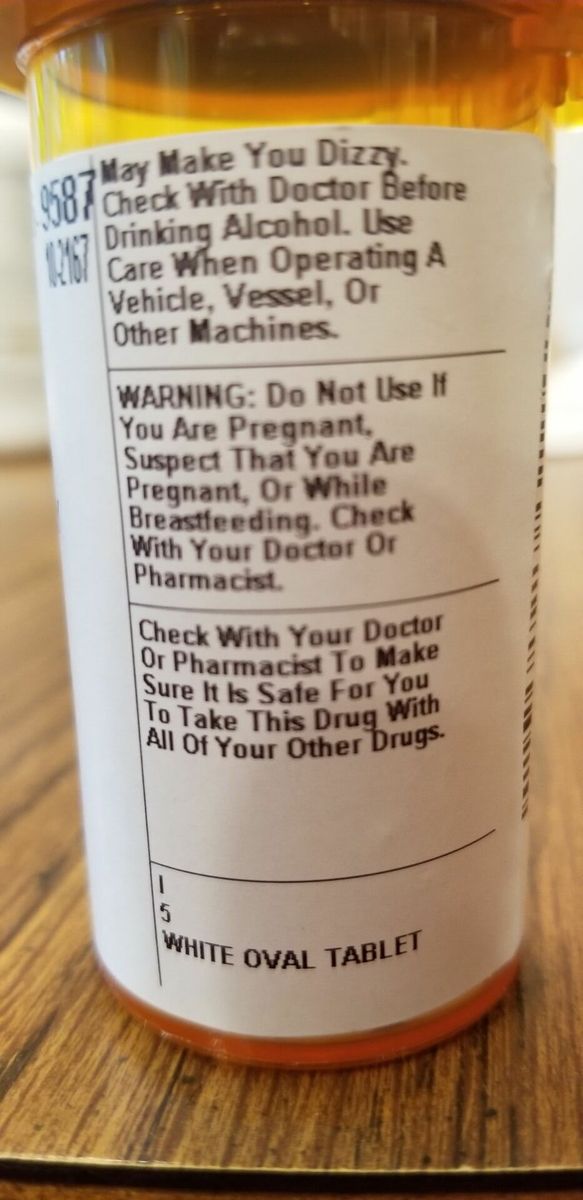 9587
10-2167
May Make You Dizzy.
Check With Doctor Before
Drinking Alcohol. Use
Care When Operating A
Vehicle, Vessel, Or
Other Machines.
WARNING: Do Not Use If
You Are Pregnant,
Suspect That You Are
Pregnant, Or While
Breastfeeding. Check
With Your Doctor Or
Pharmacist.
Check With Your Doctor
Or Pharmacist To Make
Sure It Is Safe For You
To Take This Drug With
All Of Your Other Drugs.
I
5
WHITE OVAL TABLET